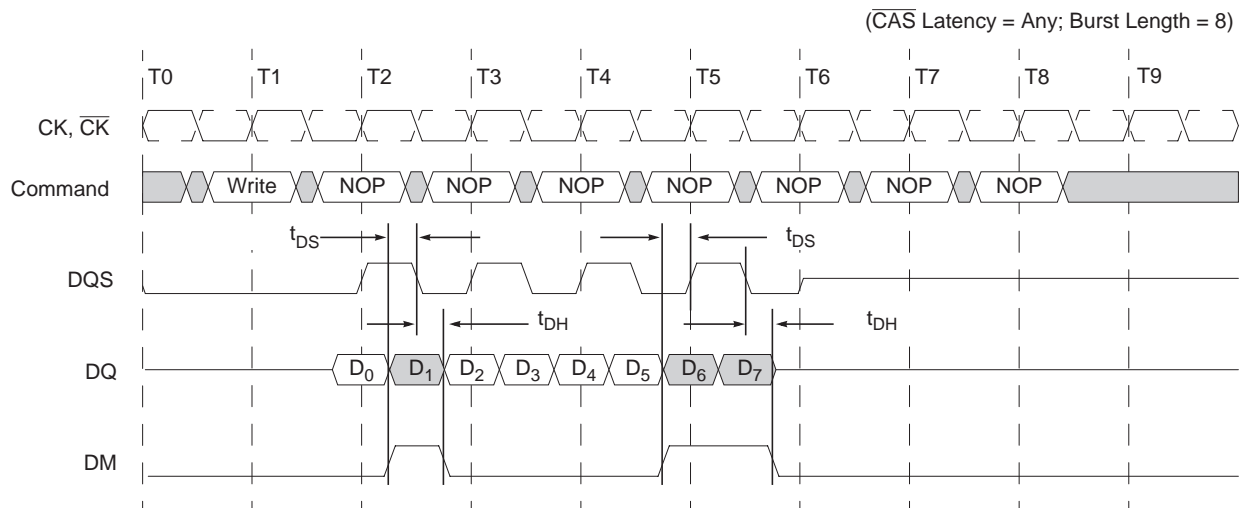 (C̅A̅S̅ Latency = Any; Burst Length = 8)
T0 T1 T2 T3 T4 T5 T6 T7 T8 T9
CK, C̅K̅
Command Write NOP NOP NOP NOP NOP NOP NOP
tDS tDS
DQS
tDH tDH
DQ D0 D1 D2 D3 D4 D5 D6 D7
DM